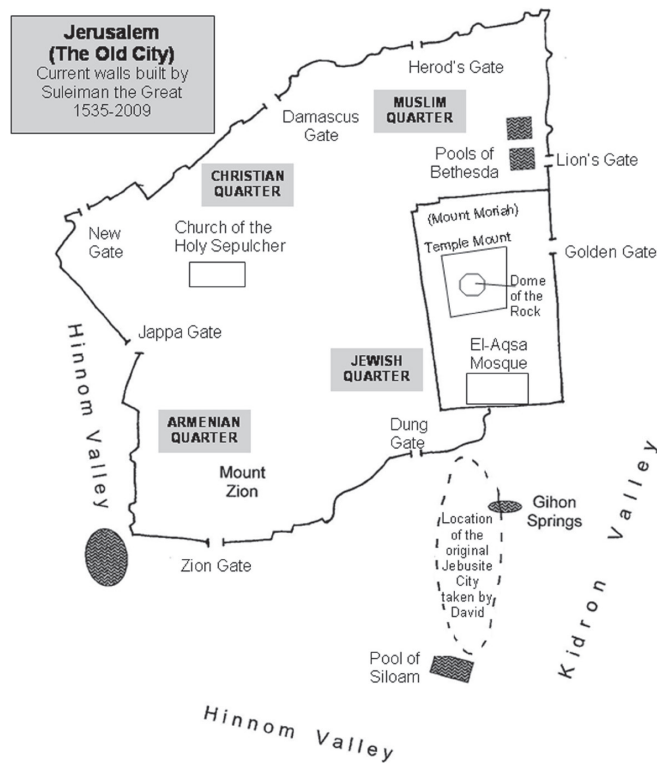 Jerusalem
(The Old City)
Current walls built by
Suleiman the Great
1535-2009
Herod's Gate
Damascus
Gate
MUSLIM
QUARTER
Pools of
Bethesda
Lion's Gate
CHRISTIAN
QUARTER
New
Gate
Church of the
Holy Sepulcher
(Mount Moriah)
Temple Mount
Golden Gate
Dome
of the
Rock
Jappa Gate
El-Aqsa
Mosque
JEWISH
QUARTER
Hinnom Valley
ARMENIAN
QUARTER
Dung
Gate
Mount
Zion
Zion Gate
Gihon
Springs
Location
of the
original
Jebusite
City
taken by
David
Kidron Valley
Pool of
Siloam
Hinnom Valley